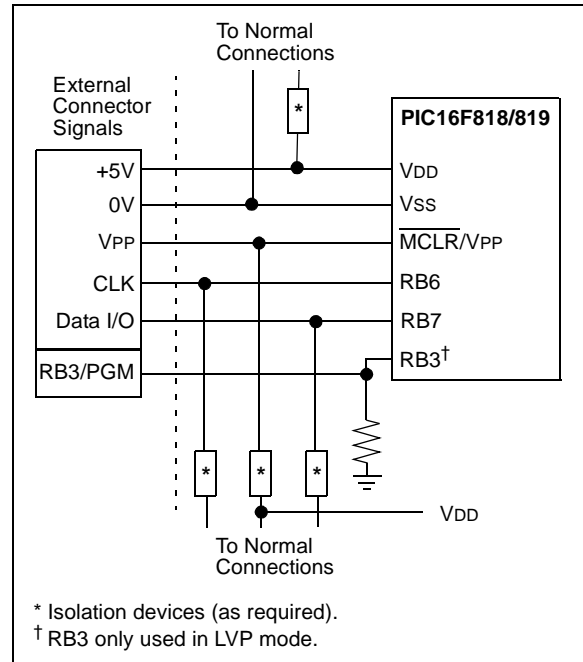 To Normal
Connections
External
Connector
Signals
*
PIC16F818/819
+5V
VDD
0V
VSS
VPP
MCLR/VPP
CLK
RB6
Data I/O
RB7
RB3/PGM
RB3†
* * *
VDD
To Normal
Connections
* Isolation devices (as required).
† RB3 only used in LVP mode.